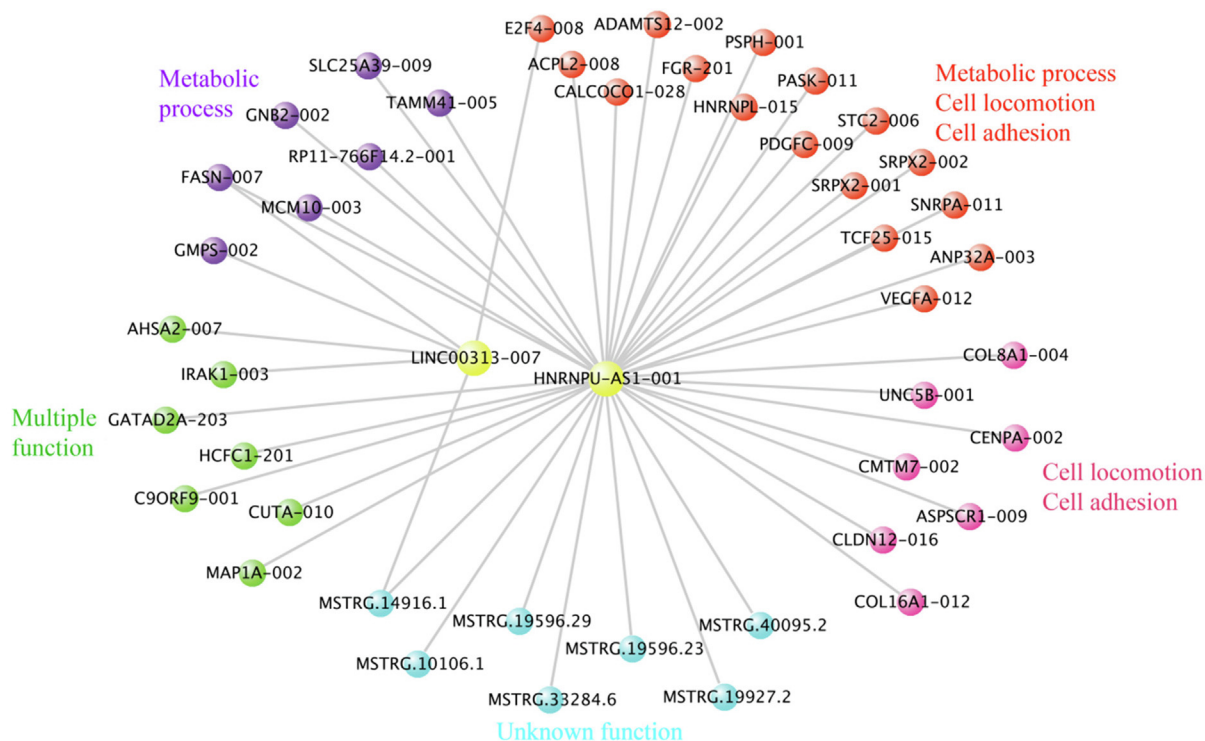 E2F4-008
ADAMTS12-002
PSPH-001
SLC25A39-009
ACPL2-008
FGR-201
Metabolic process
Cell locomotion
Cell adhesion
Metabolic
process
PASK-011
CALCOCO1-028
TAMM41-005
HNRNPL-015
GNB2-002
STC2-006
PDGFC-009
RP11-766F14.2-001
SRPX2-002
FASN-007
SRPX2-001
MCM10-003
SNRPA-011
TCF25-015
GMPS-002
ANP32A-003
VEGFA-012
AHSA2-007
LINC00313-007
COL8A1-004
IRAK1-003
HNRNPU-AS1-001
UNC5B-001
Multiple
function
GATAD2A-203
CENPA-002
HCFC1-201
CMTM7-002
Cell locomotion
Cell adhesion
C9ORF9-001
CUTA-010
ASPSCR1-009
CLDN12-016
MAP1A-002
MSTRG.14916.1
COL16A1-012
MSTRG.19596.29
MSTRG.40095.2
MSTRG.19596.23
MSTRG.10106.1
MSTRG.33284.6
MSTRG.19927.2
Unknown function